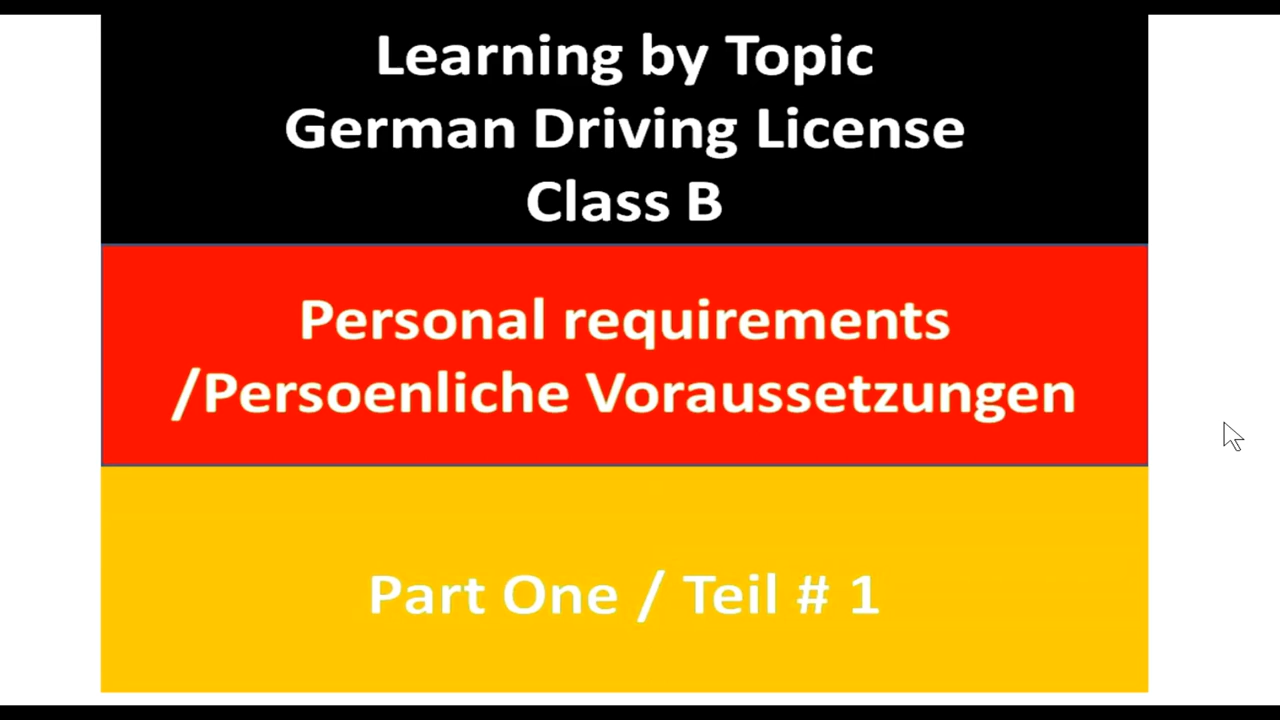 Learning by Topic
German Driving License
Class B
Personal requirements
/Persoenliche Voraussetzungen
Part One / Teil # 1